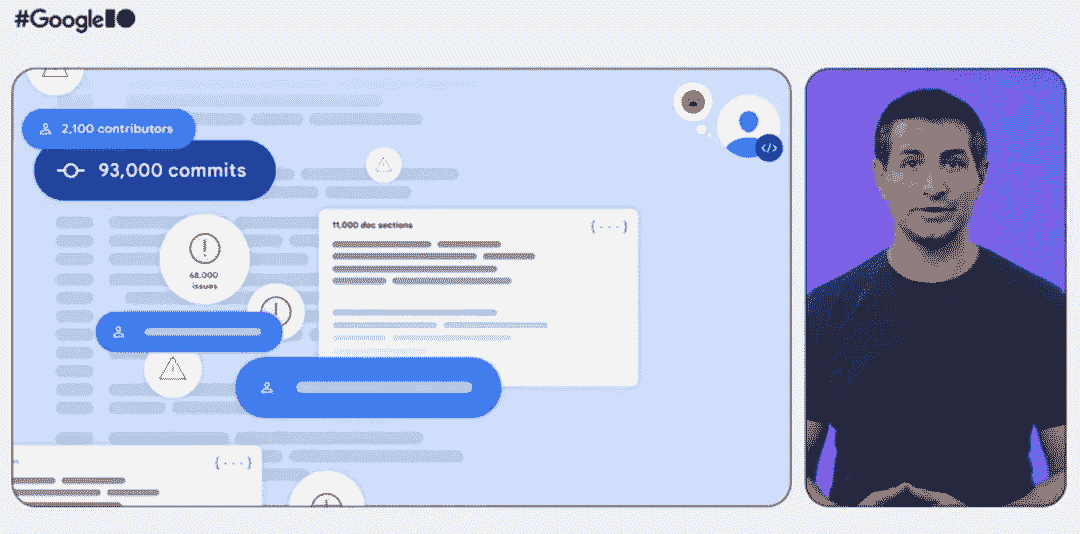 #GoogleIO
2,100 contributors
93,000 commits
11,000 doc sections
{ · · · }
68,000
issues
{ · · · }
</>